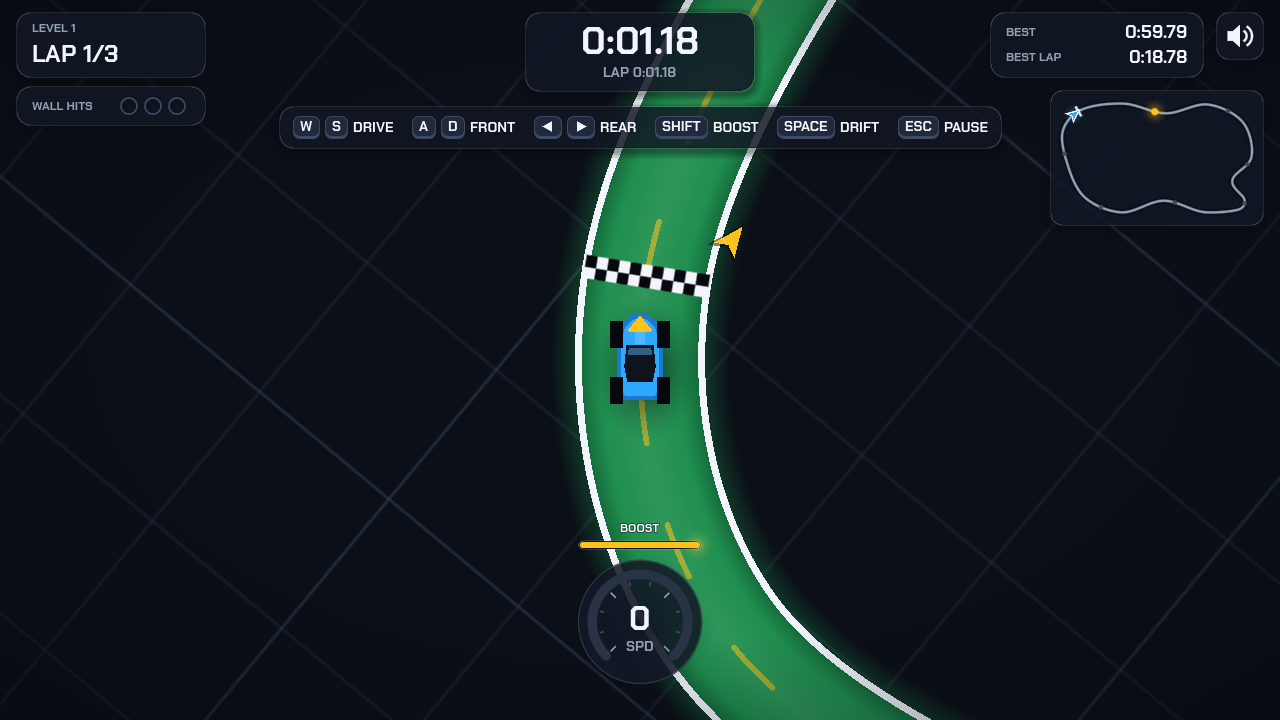 LEVEL 1
LAP 1/3
WALL HITS
0:01.18
LAP 0:01.18
BEST 0:59.79
BEST LAP 0:18.78
W S DRIVE A D FRONT ◀ ▶ REAR SHIFT BOOST SPACE DRIFT ESC PAUSE
BOOST
0
SPD